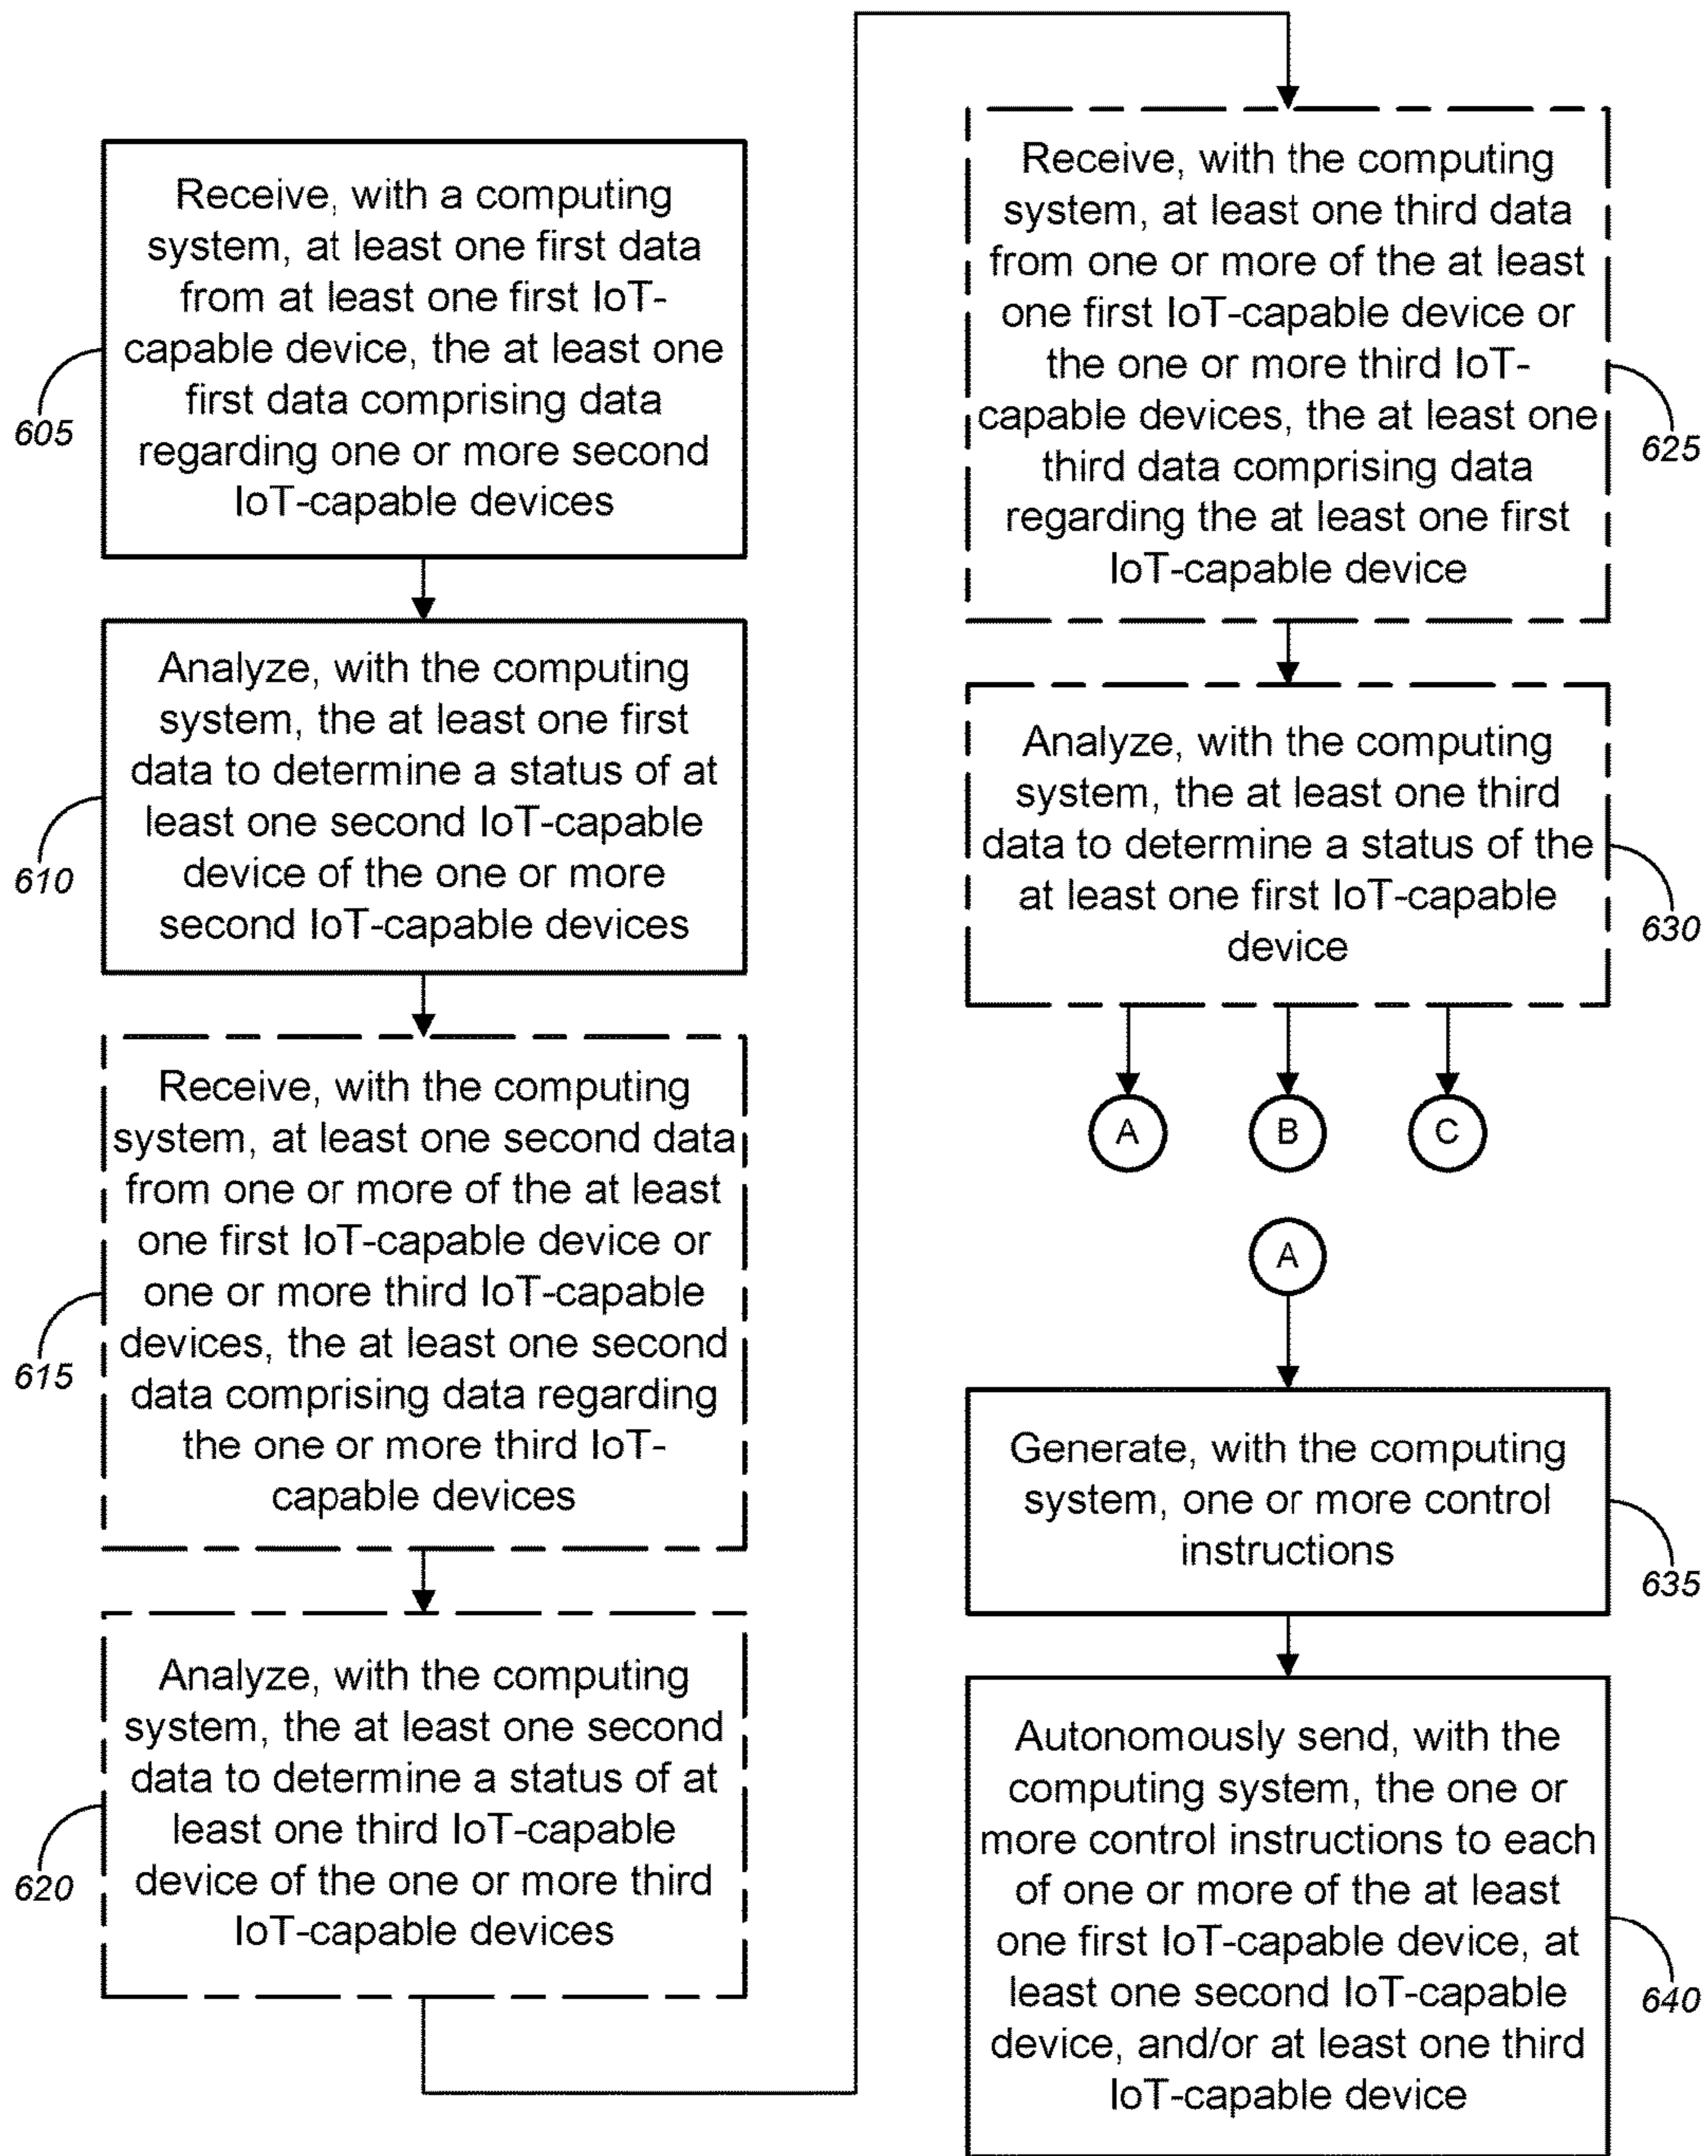 Receive, with a computing
system, at least one first data
from at least one first IoT-
capable device, the at least one
first data comprising data
regarding one or more second
IoT-capable devices
605
Analyze, with the computing
system, the at least one first
data to determine a status of at
least one second IoT-capable
device of the one or more
second IoT-capable devices
610
Receive, with the computing
system, at least one second data
from one or more of the at least
one first IoT-capable device or
one or more third IoT-capable
devices, the at least one second
data comprising data regarding
the one or more third IoT-
capable devices
615
Analyze, with the computing
system, the at least one second
data to determine a status of at
least one third IoT-capable
device of the one or more third
IoT-capable devices
620
Receive, with the computing
system, at least one third data
from one or more of the at least
one first IoT-capable device or
the one or more third IoT-
capable devices, the at least one
third data comprising data
regarding the at least one first
IoT-capable device
625
Analyze, with the computing
system, the at least one third
data to determine a status of the
at least one first IoT-capable
device
630
A
B
C
A
Generate, with the computing
system, one or more control
instructions
635
Autonomously send, with the
computing system, the one or
more control instructions to each
of one or more of the at least
one first IoT-capable device, at
least one second IoT-capable
device, and/or at least one third
IoT-capable device
640